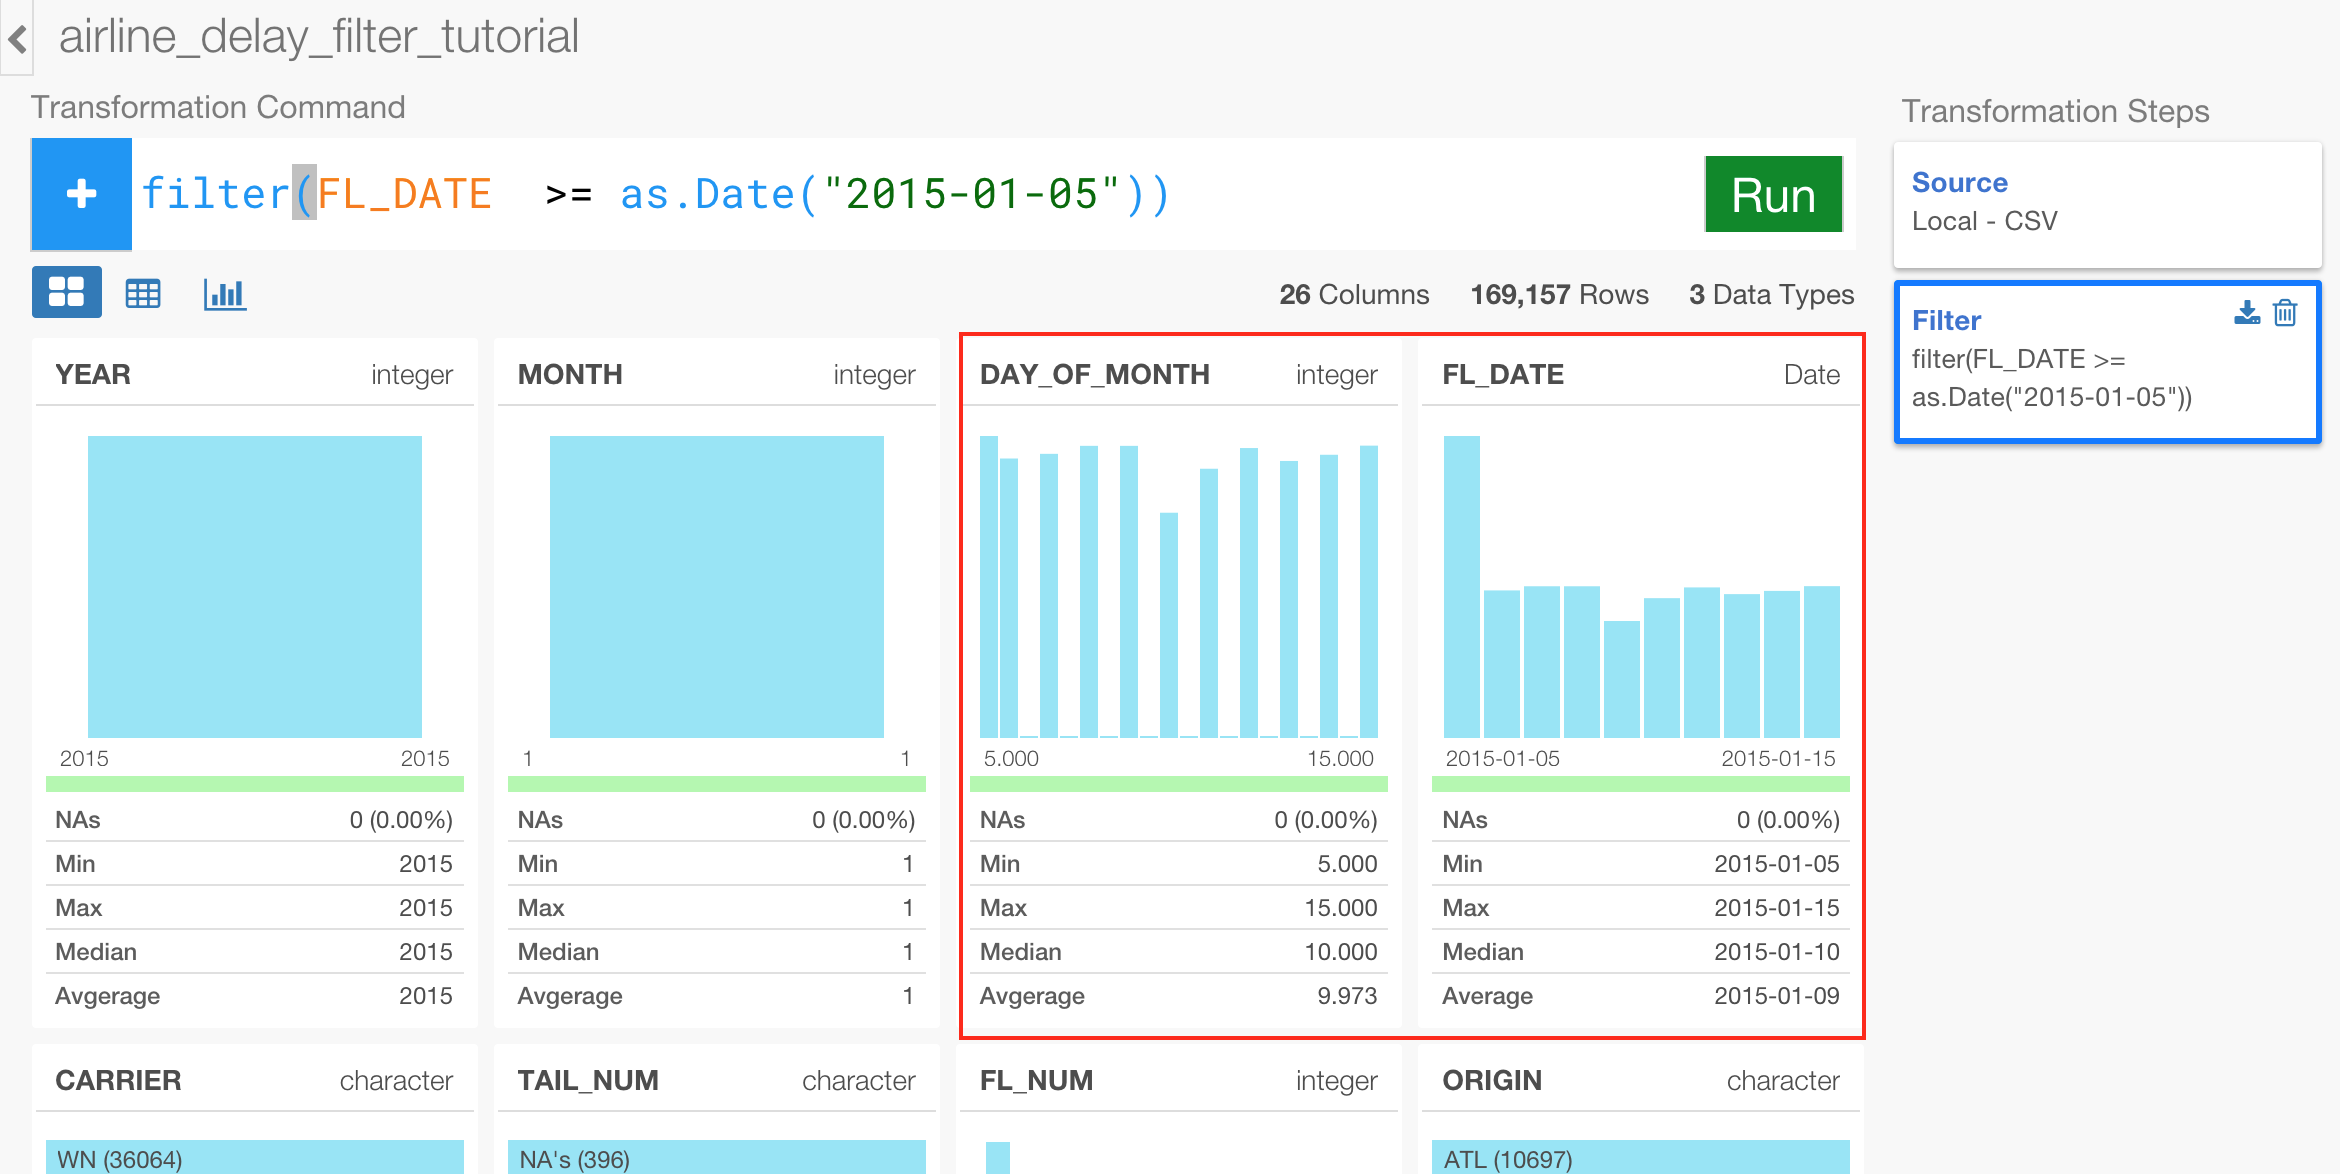 airline_delay_filter_tutorial
Transformation Command
filter(FL_DATE  >= as.Date("2015-01-05"))
Run
26 Columns 169,157 Rows 3 Data Types
Transformation Steps
Source
Local - CSV
Filter
filter(FL_DATE >=
as.Date("2015-01-05"))
YEAR integer
2015 2015
NAs 0 (0.00%)
Min 2015
Max 2015
Median 2015
Avgerage 2015
MONTH integer
1 1
NAs 0 (0.00%)
Min 1
Max 1
Median 1
Avgerage 1
DAY_OF_MONTH integer
5.000 15.000
NAs 0 (0.00%)
Min 5.000
Max 15.000
Median 10.000
Avgerage 9.973
FL_DATE Date
2015-01-05 2015-01-15
NAs 0 (0.00%)
Min 2015-01-05
Max 2015-01-15
Median 2015-01-10
Average 2015-01-09
CARRIER character
WN (36064)
TAIL_NUM character
NA's (396)
FL_NUM integer
ORIGIN character
ATL (10697)